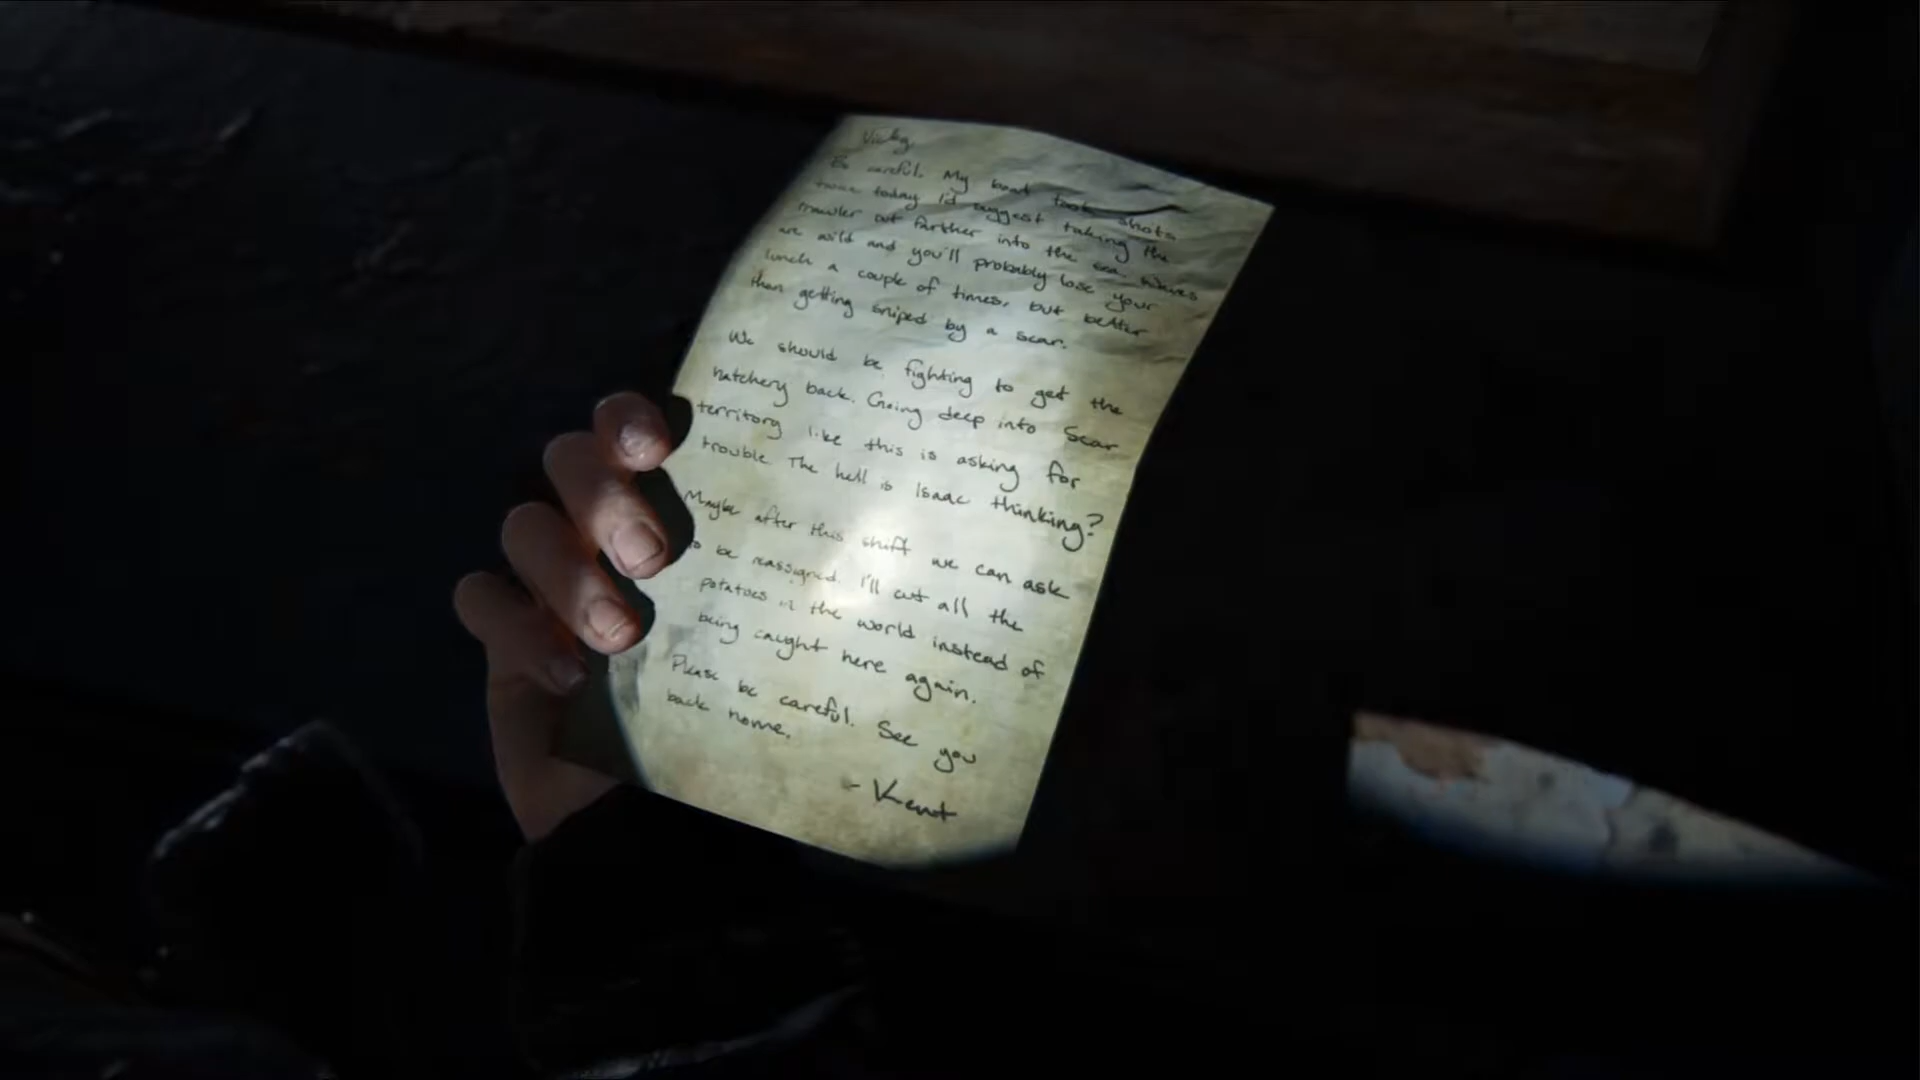 Vicky,
Be careful. My boat took shots
twice today I'd suggest taking the
trawler out farther into the sea. Waves
are wild and you'll probably lose your
lunch a couple of times, but better
than getting sniped by a scar.
We should be fighting to get the
hatchery back. Going deep into Scar
territory like this is asking for
trouble The hell is Isaac thinking?
Maybe after this shift we can ask
to be reassigned. I'll cut all the
potatoes in the world instead of
being caught here again.
Please be careful. See you
back home.
- Kent